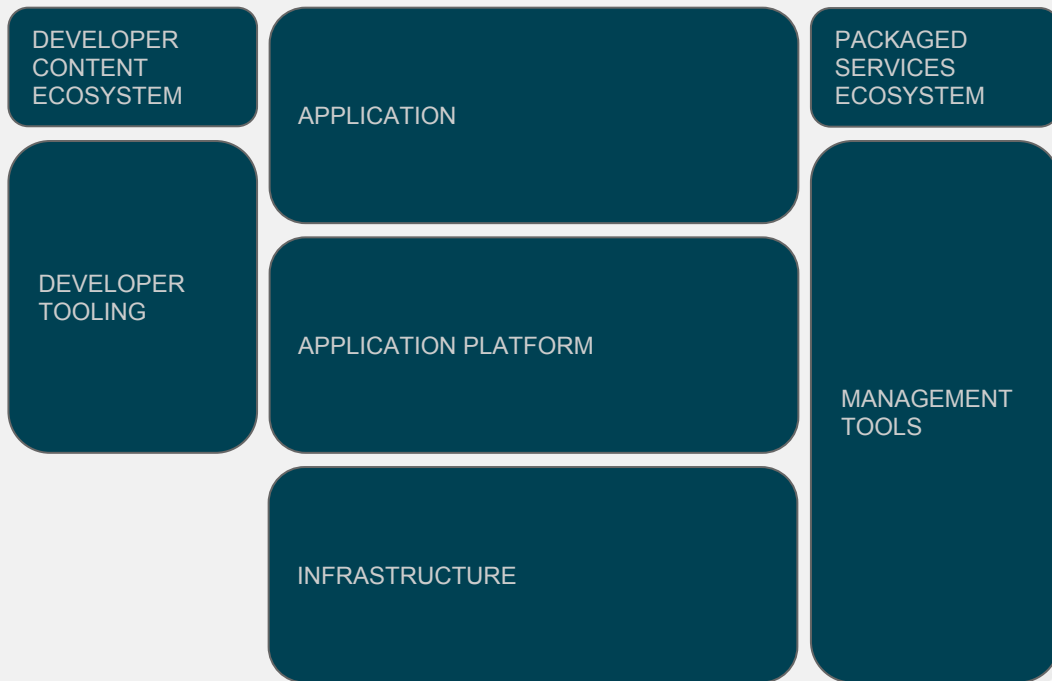 DEVELOPER
CONTENT
ECOSYSTEM
DEVELOPER
TOOLING
APPLICATION
APPLICATION PLATFORM
INFRASTRUCTURE
PACKAGED
SERVICES
ECOSYSTEM
MANAGEMENT
TOOLS